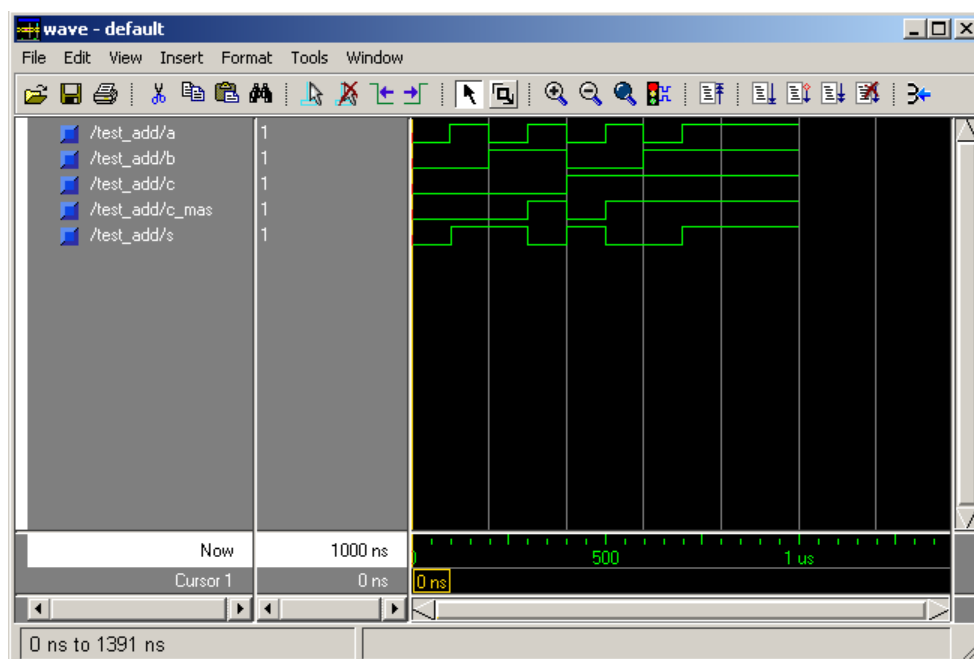 wave - default
File Edit View Insert Format Tools Window
/test_add/a 1
/test_add/b 1
/test_add/c 1
/test_add/c_mas 1
/test_add/s 1
Now 1000 ns 500 1 us
Cursor 1 0 ns 0 ns
0 ns to 1391 ns